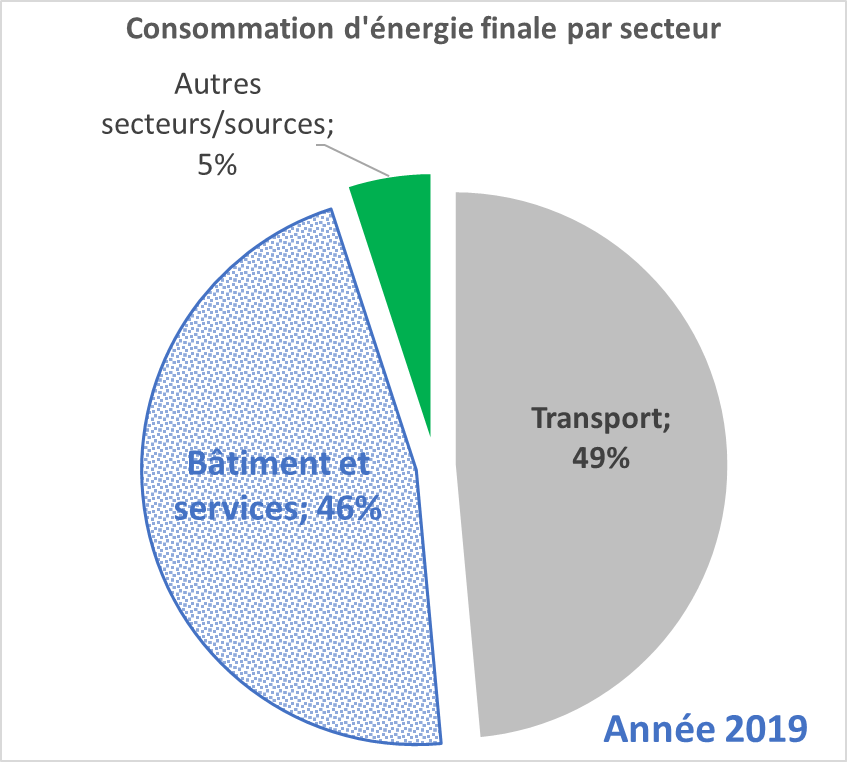 Consommation d'énergie finale par secteur
Autres
secteurs/sources;
5%
Transport;
49%
Bâtiment et
services; 46%
Année 2019